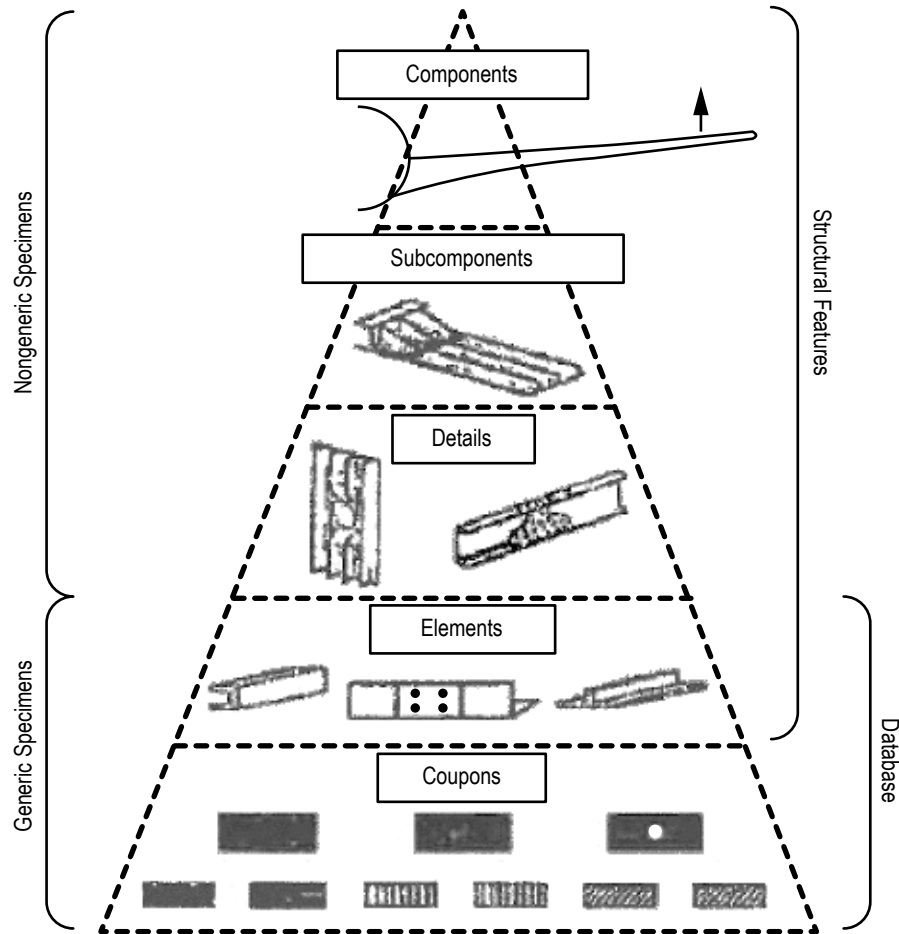 Components
Subcomponents
Details
Elements
Coupons
Nongeneric Specimens
Generic Specimens
Structural Features
Database